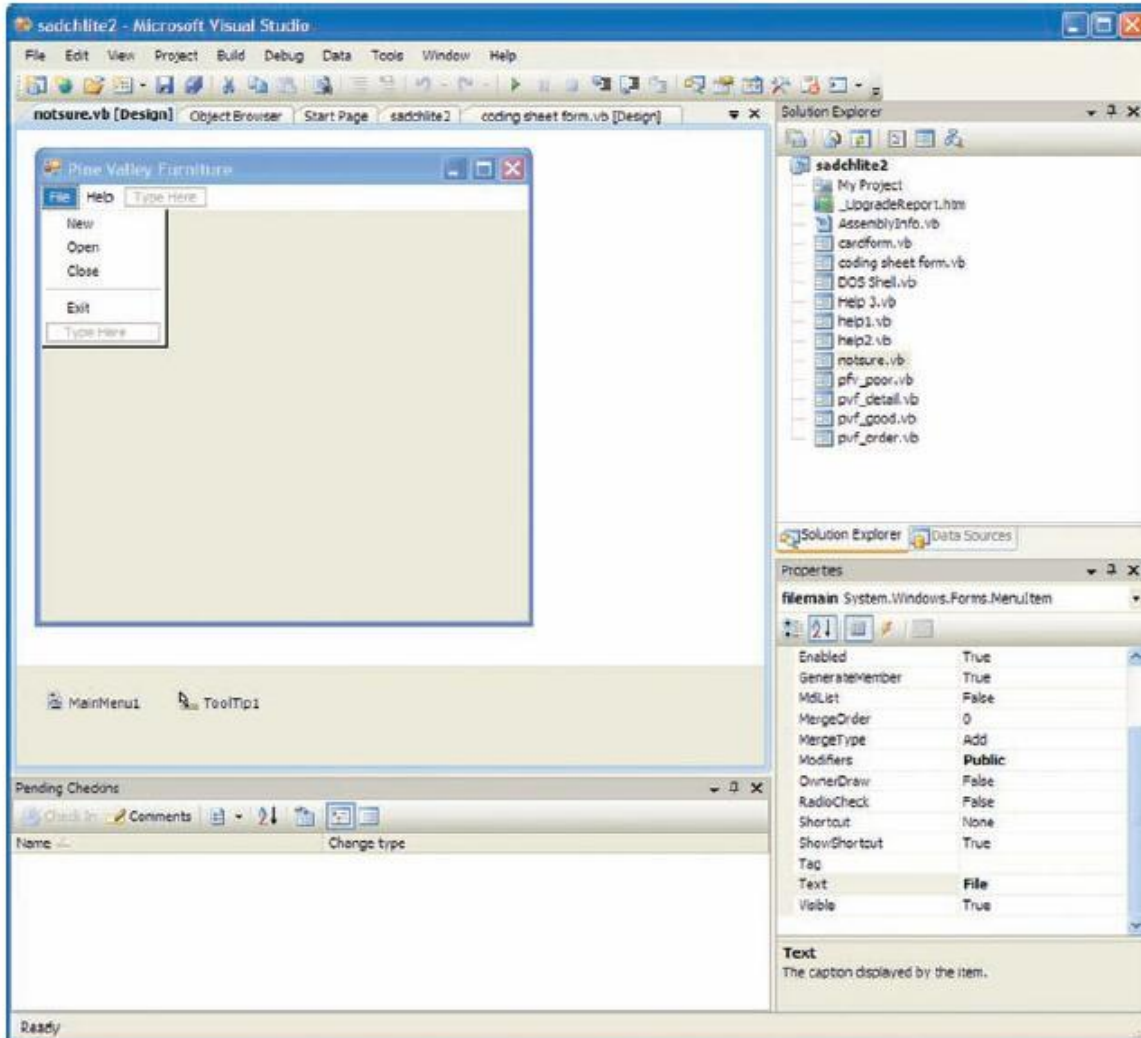 sadchlite2 - Microsoft Visual Studio
File Edit View Project Build Debug Data Tools Window Help
notsure.vb [Design] Object Browser Start Page sadchlite2 coding sheet form.vb [Design]
Pine Valley Furniture
File Help Type Here
New
Open
Close
Exit
Type Here
MainMenu1 ToolTip1
Pending Checkins
Check In Comments
Name Change type
Solution Explorer
sadchlite2
My Project
_UpgradeReport.htm
AssemblyInfo.vb
cardform.vb
coding sheet form.vb
DOS Shell.vb
Help 3.vb
help1.vb
help2.vb
notsure.vb
pfv_poor.vb
pvf_detail.vb
pvf_good.vb
pvf_order.vb
Solution Explorer Data Sources
Properties
filemain System.Windows.Forms.MenuItem
Enabled True
GenerateMember True
MdiList False
MergeOrder 0
MergeType Add
Modifiers Public
OwnerDraw False
RadioCheck False
Shortcut None
ShowShortcut True
Tag
Text File
Visible True
Text
The caption displayed by the item.
Ready